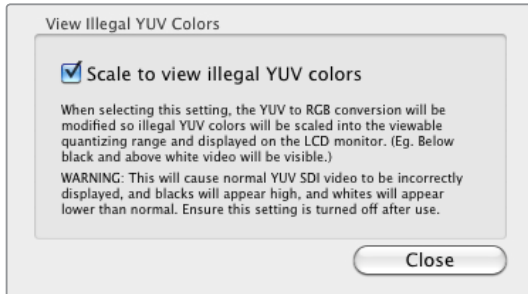 View Illegal YUV Colors
Scale to view illegal YUV colors
When selecting this setting, the YUV to RGB conversion will be
modified so illegal YUV colors will be scaled into the viewable
quantizing range and displayed on the LCD monitor. (Eg. Below
black and above white video will be visible.)
WARNING: This will cause normal YUV SDI video to be incorrectly
displayed, and blacks will appear high, and whites will appear
lower than normal. Ensure this setting is turned off after use.
Close